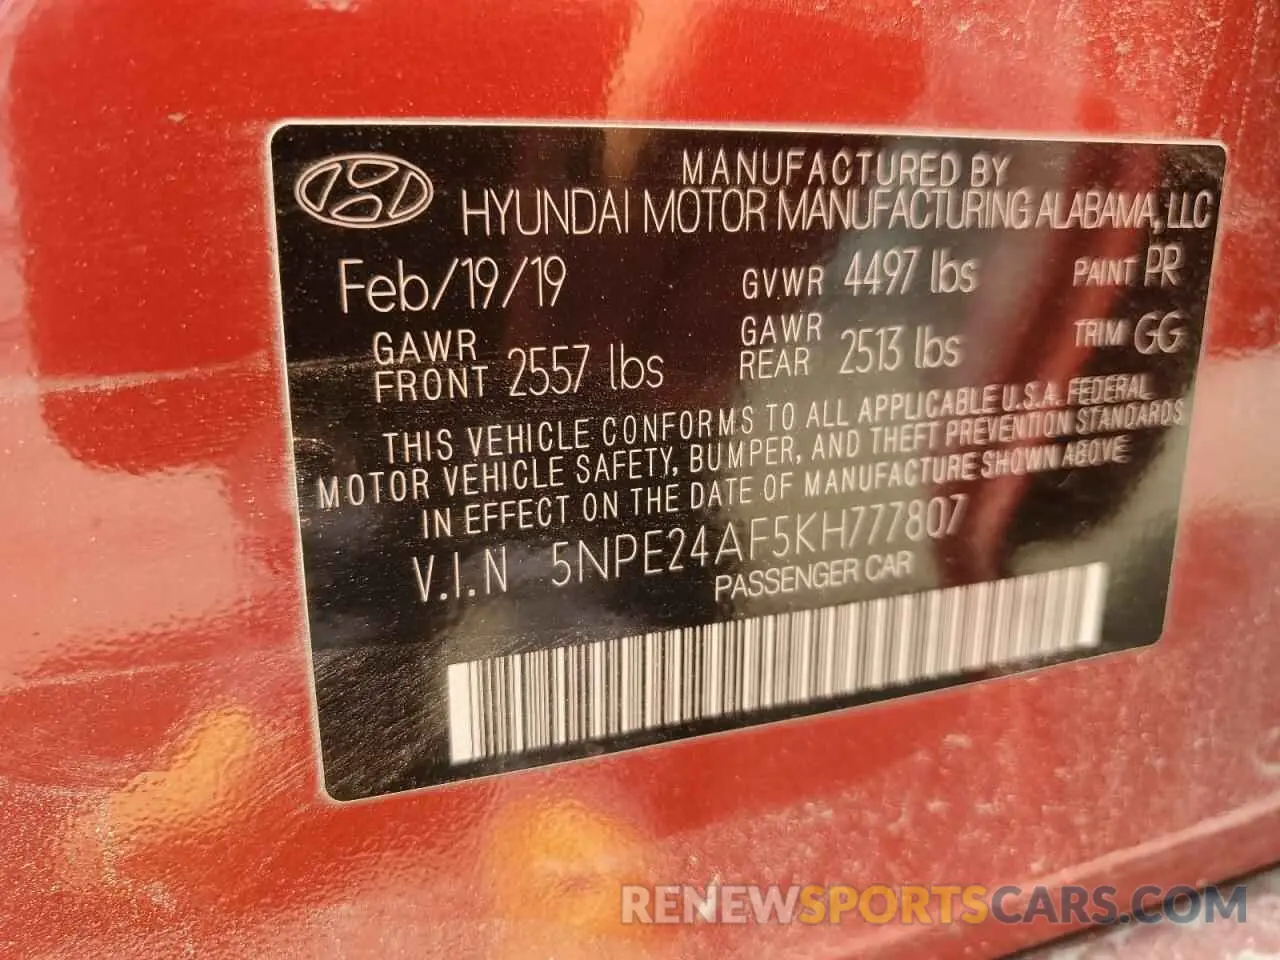 MANUFACTURED BY
HYUNDAI MOTOR MANUFACTURING ALABAMA, LLC
Feb/19/19 GVWR 4497 lbs PAINT PR
GAWR FRONT 2557 lbs GAWR REAR 2513 lbs TRIM GG
THIS VEHICLE CONFORMS TO ALL APPLICABLE U.S.A. FEDERAL
MOTOR VEHICLE SAFETY, BUMPER, AND THEFT PREVENTION STANDARDS
IN EFFECT ON THE DATE OF MANUFACTURE SHOWN ABOVE
V.I.N 5NPE24AF5KH777807
PASSENGER CAR
RENEWSPORTSCARS.COM